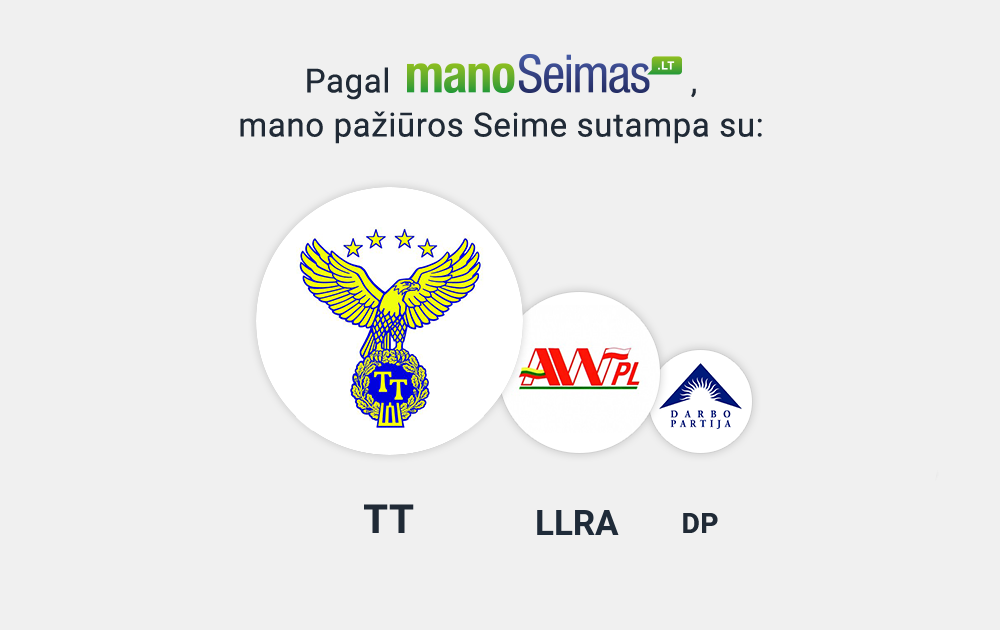 Pagal manoSeimas.LT ,
mano pažiūros Seime sutampa su:
TT
AWPL
DARBO
PARTIJA
TT
LLRA
DP